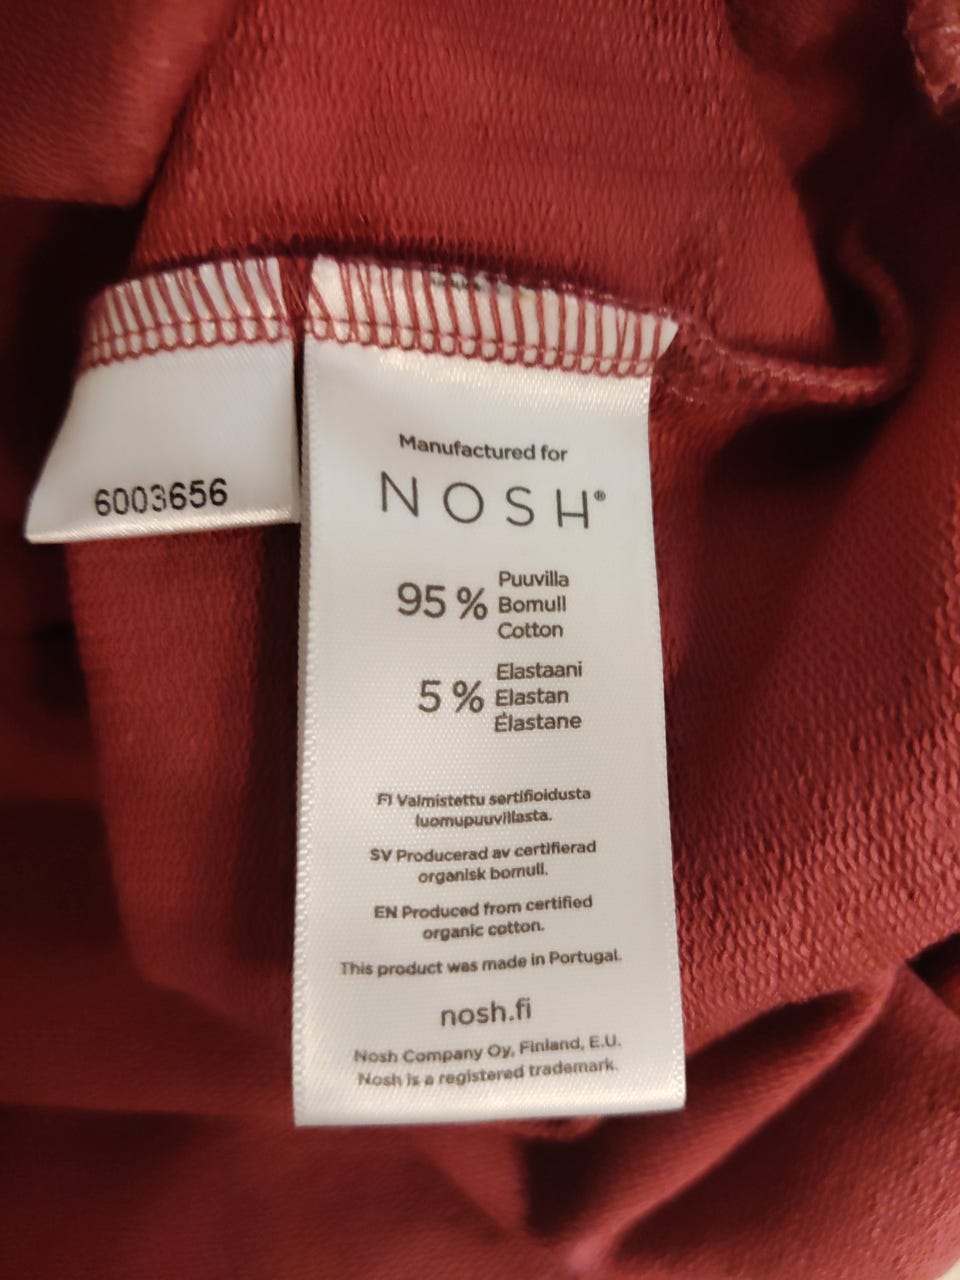 6003656
Manufactured for
NOSH®
95 %
Puuvilla
Bomull
Cotton
5 %
Elastaani
Elastan
Élastane
FI Valmistettu sertifioidusta
luomupuuvillasta.
SV Producerad av certifierad
organisk bomull.
EN Produced from certified
organic cotton.
This product was made in Portugal.
nosh.fi
Nosh Company Oy, Finland, E.U.
Nosh is a registered trademark.